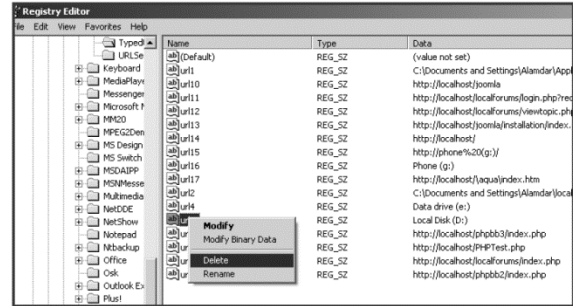 Registry Editor
File Edit View Favorites Help
Typed
URLSe
Keyboard
MediaPlaye
Messenger
Microsoft M
MM20
MPEG2Dem
MS Design
MS Switch
MSDAIPP
MSNMesse
Multimedia
NetDDE
NetShow
Notepad
Ntbackup
Office
Osk
Outlook Ex
Plus!
Name Type Data
(Default) REG_SZ (value not set)
url1 REG_SZ C:\Documents and Settings\Alamdar\Appl
url10 REG_SZ http://localhost/joomla
url11 REG_SZ http://localhost/localforums/login.php?red
url12 REG_SZ http://localhost/localforums/viewtopic.php
url13 REG_SZ http://localhost/joomla/installation/index.
url14 REG_SZ http://localhost/
url15 REG_SZ http://phone%20(g:)/
url16 REG_SZ Phone (g:)
url17 REG_SZ http://localhost/\aqua\index.htm
url2 REG_SZ C:\Documents and Settings\Alamdar\local
url4 REG_SZ Data drive (e:)
ur REG_SZ Local Disk (D:)
ur REG_SZ http://localhost/phpbb3/index.php
ur REG_SZ http://localhost/PHPTest.php
ur REG_SZ http://localhost/localforums/index.php
ur REG_SZ http://localhost/phpbb2/index.php
Modify
Modify Binary Data
Delete
Rename